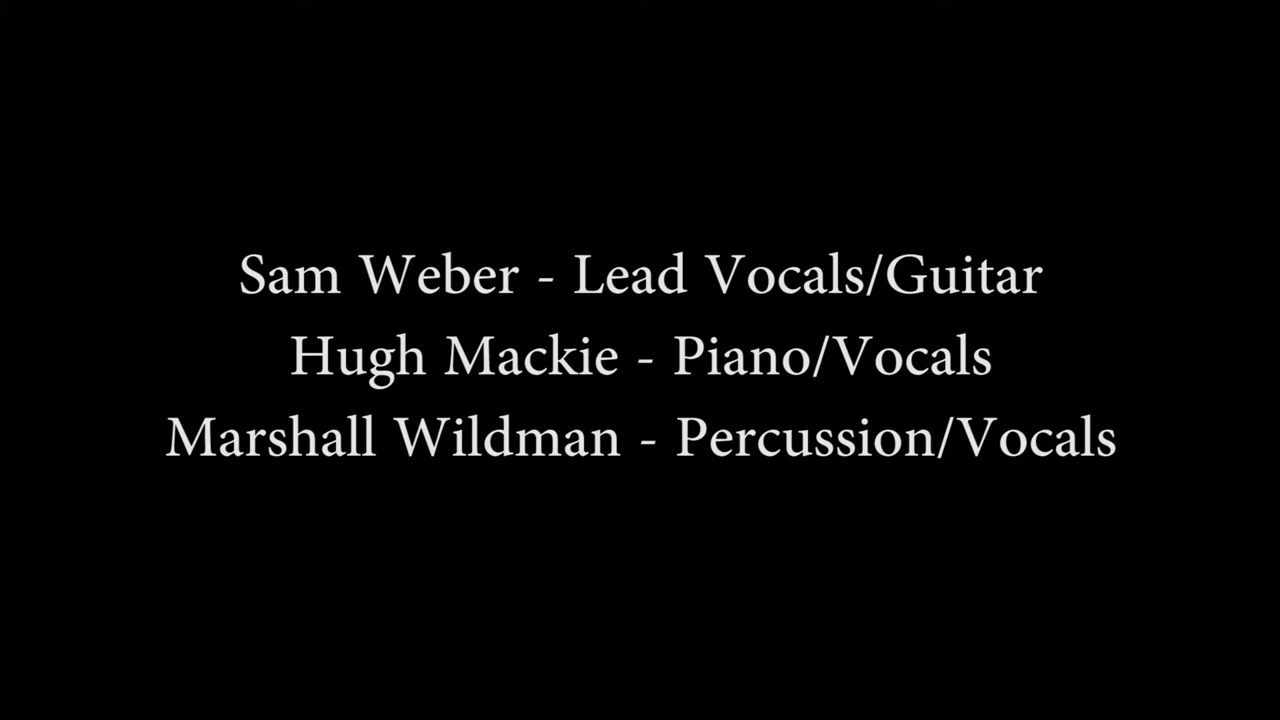 Sam Weber - Lead Vocals/Guitar
Hugh Mackie - Piano/Vocals
Marshall Wildman - Percussion/Vocals